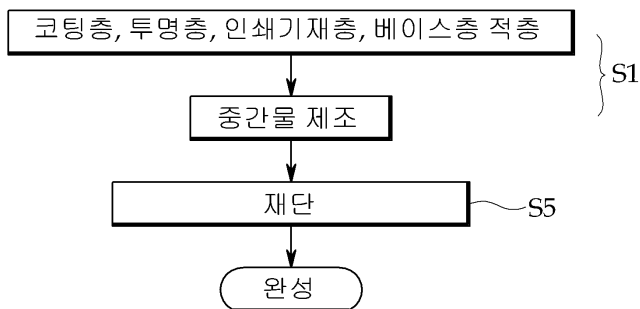 코팅층, 투명층, 인쇄기재층, 베이스층 적층
S1
중간물 제조
재단
S5
완성